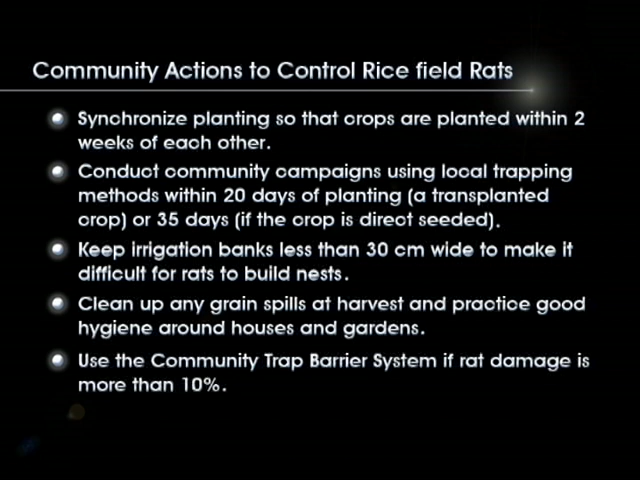 Community Actions to Control Rice field Rats
Synchronize planting so that crops are planted within 2
weeks of each other.
Conduct community campaigns using local trapping
methods within 20 days of planting (a transplanted
crop) or 35 days (if the crop is direct seeded).
Keep irrigation banks less than 30 cm wide to make it
difficult for rats to build nests.
Clean up any grain spills at harvest and practice good
hygiene around houses and gardens.
Use the Community Trap Barrier System if rat damage is
more than 10%.